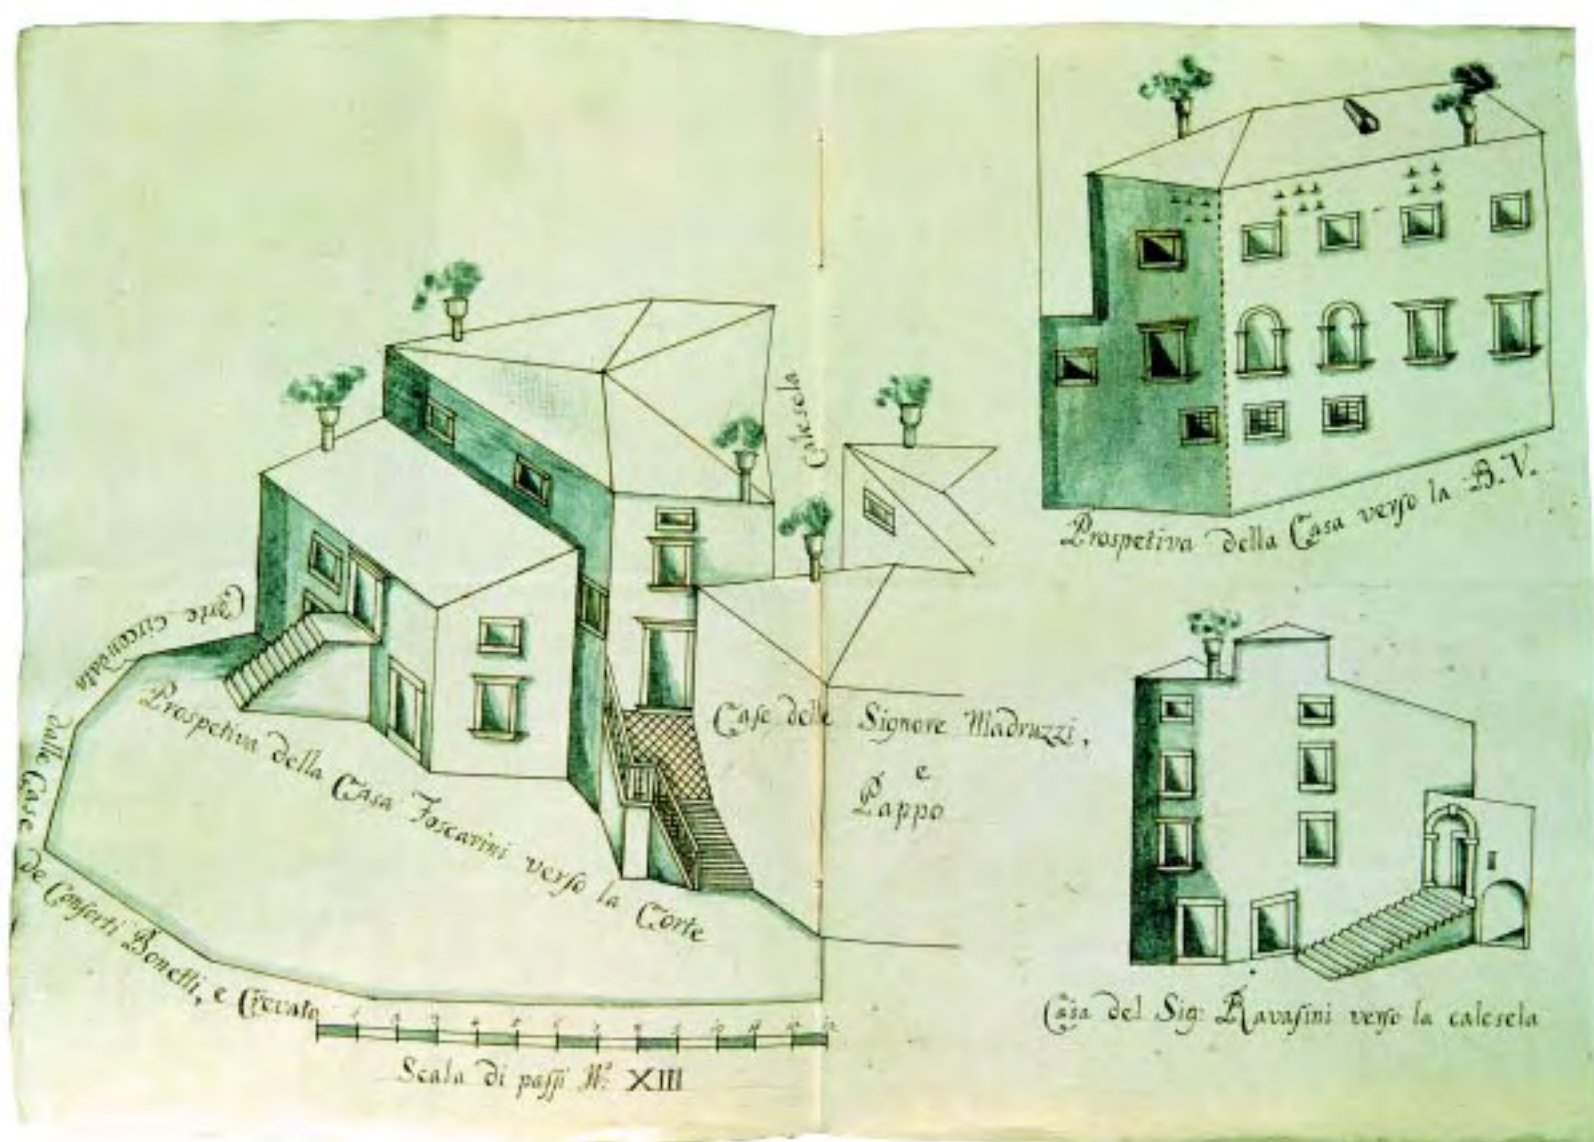 Prospetiva della Casa verso la B.V.
Calesela
Corte circondata
dalle Case
de Consorti Bonetti, e Crevato
Prospetiva della Casa Foscarini verso la Corte
Case delle Signore Madruzzi,
e
Pappo
Casa del Sig: Ravasini verso la calesela
Scala di passi N.º XIII